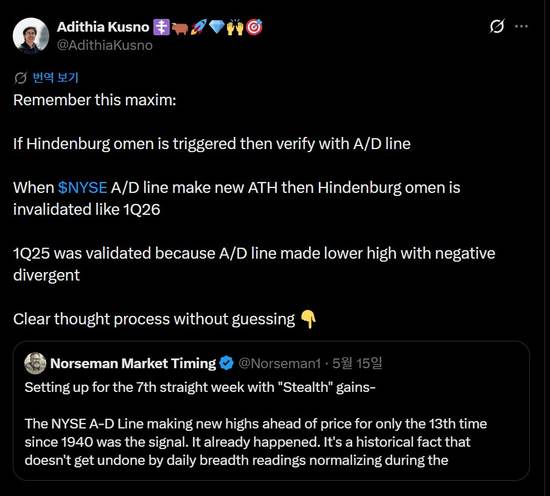 Adithia Kusno ☦️🐂🚀💎🙌🎯
@AdithiaKusno
번역 보기
Remember this maxim:
If Hindenburg omen is triggered then verify with A/D line
When $NYSE A/D line make new ATH then Hindenburg omen is
invalidated like 1Q26
1Q25 was validated because A/D line made lower high with negative
divergent
Clear thought process without guessing 👇
Norseman Market Timing @Norseman1 · 5월 15일
Setting up for the 7th straight week with "Stealth" gains-
The NYSE A-D Line making new highs ahead of price for only the 13th time
since 1940 was the signal. It already happened. It's a historical fact that
doesn't get undone by daily breadth readings normalizing during the